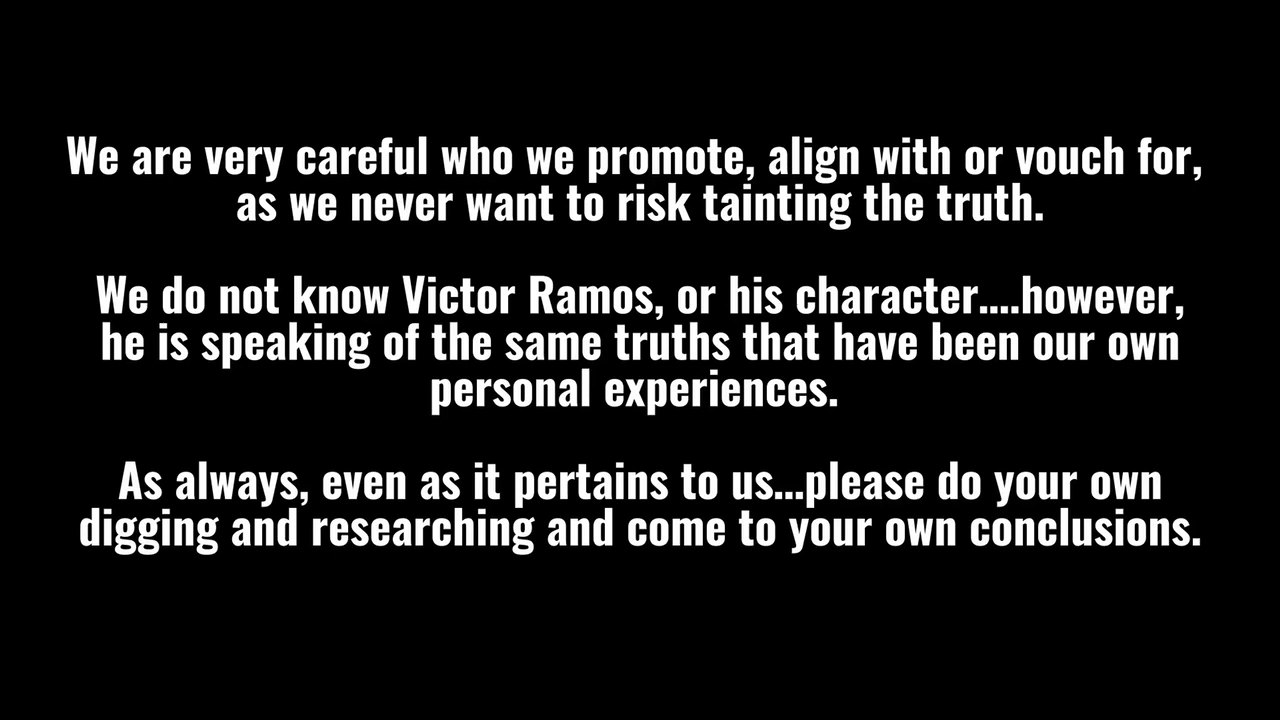 We are very careful who we promote, align with or vouch for,
as we never want to risk tainting the truth.
We do not know Victor Ramos, or his character....however,
he is speaking of the same truths that have been our own
personal experiences.
As always, even as it pertains to us...please do your own
digging and researching and come to your own conclusions.